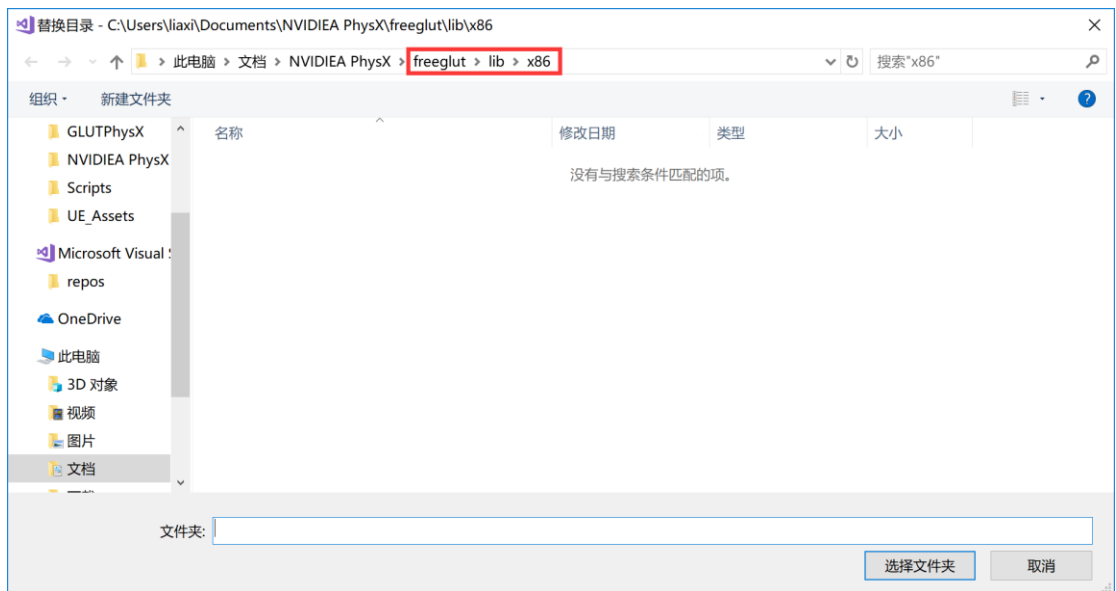 替换目录 - C:\Users\liaxi\Documents\NVIDIEA PhysX\freeglut\lib\x86
此电脑 > 文档 > NVIDIEA PhysX > freeglut > lib > x86
搜索"x86"
组织
新建文件夹
GLUTPhysX
NVIDIEA PhysX
Scripts
UE_Assets
Microsoft Visual
repos
OneDrive
此电脑
3D 对象
视频
图片
文档
名称
修改日期
类型
大小
没有与搜索条件匹配的项。
文件夹:
选择文件夹
取消